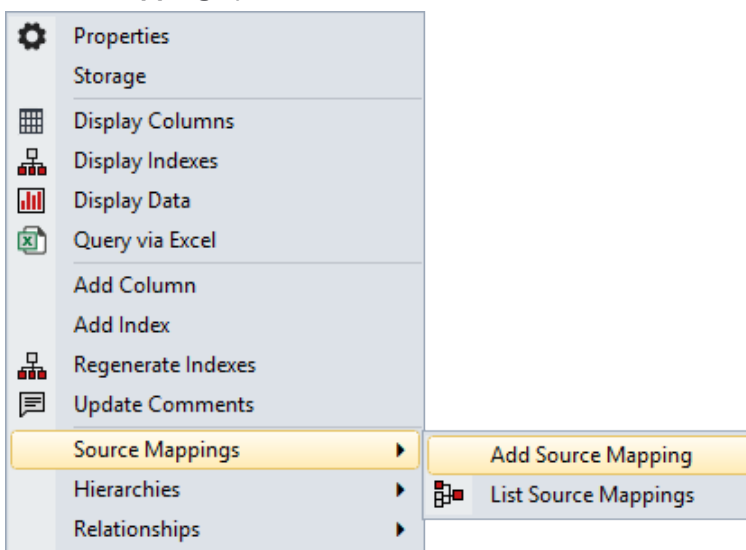 Properties
Storage
Display Columns
Display Indexes
Display Data
Query via Excel
Add Column
Add Index
Regenerate Indexes
Update Comments
Source Mappings
Add Source Mapping
Hierarchies
List Source Mappings
Relationships